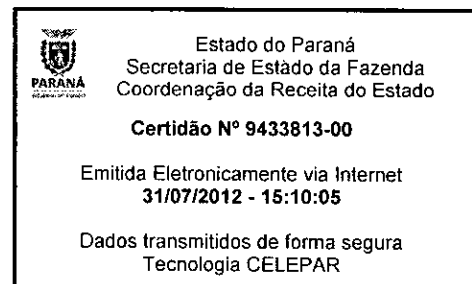 Estado do Paraná
Secretaria de Estàdo da Fazenda
Coordenação da Receita do Estado
PARANÁ
Certidão Nº 9433813-00
Emitida Eletronicamente via Internet
31/07/2012 - 15:10:05
Dados transmitidos de forma segura
Tecnologia CELEPAR